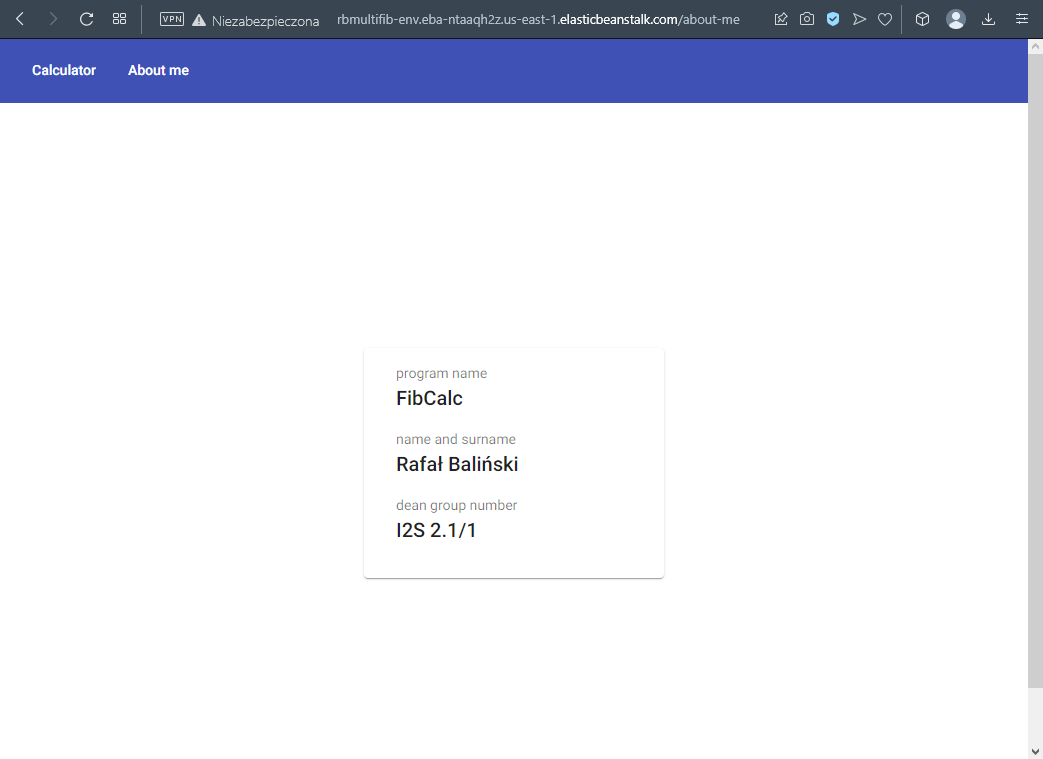 VPN Niezabezpieczona rbmultifib-env.eba-ntaaqh2z.us-east-1.elasticbeanstalk.com/about-me
Calculator About me
program name
FibCalc
name and surname
Rafał Baliński
dean group number
I2S 2.1/1